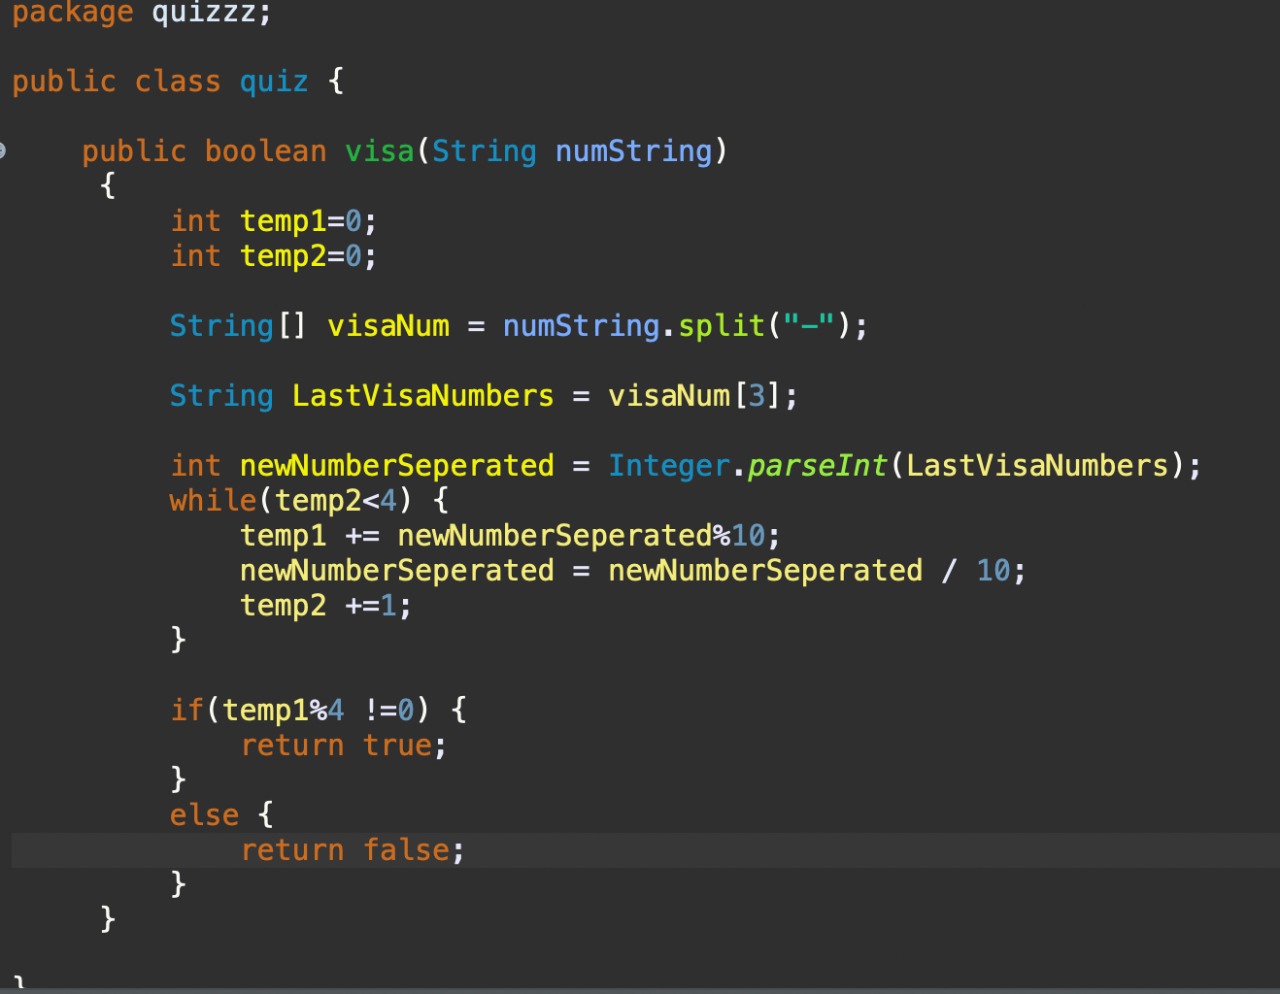 package quizzz;
public class quiz {
public boolean visa(String numString)
{
int temp1=0;
int temp2=0;
String[] visaNum = numString.split("-");
String LastVisaNumbers = visaNum[3];
int newNumberSeperated = Integer.parseInt(LastVisaNumbers);
while(temp2<4) {
temp1 += newNumberSeperated%10;
newNumberSeperated = newNumberSeperated / 10;
temp2 +=1;
}
if(temp1%4 !=0) {
return true;
}
else {
return false;
}
}
}